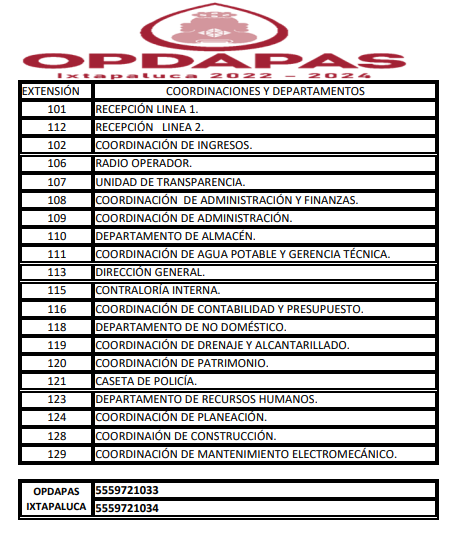 OPDAPAS
Ixtapaluca 2022 - 2024
EXTENSIÓN COORDINACIONES Y DEPARTAMENTOS
101 RECEPCIÓN LINEA 1.
112 RECEPCIÓN LINEA 2.
102 COORDINACIÓN DE INGRESOS.
106 RADIO OPERADOR.
107 UNIDAD DE TRANSPARENCIA.
108 COORDINACIÓN DE ADMINISTRACIÓN Y FINANZAS.
109 COORDINACIÓN DE ADMINISTRACIÓN.
110 DEPARTAMENTO DE ALMACÉN.
111 COORDINACIÓN DE AGUA POTABLE Y GERENCIA TÉCNICA.
113 DIRECCIÓN GENERAL.
115 CONTRALORÍA INTERNA.
116 COORDINACIÓN DE CONTABILIDAD Y PRESUPUESTO.
118 DEPARTAMENTO DE NO DOMÉSTICO.
119 COORDINACIÓN DE DRENAJE Y ALCANTARILLADO.
120 COORDINACIÓN DE PATRIMONIO.
121 CASETA DE POLICÍA.
123 DEPARTAMENTO DE RECURSOS HUMANOS.
124 COORDINACIÓN DE PLANEACIÓN.
128 COORDINAIÓN DE CONSTRUCCIÓN.
129 COORDINACIÓN DE MANTENIMIENTO ELECTROMECÁNICO.
OPDAPAS 5559721033
IXTAPALUCA 5559721034